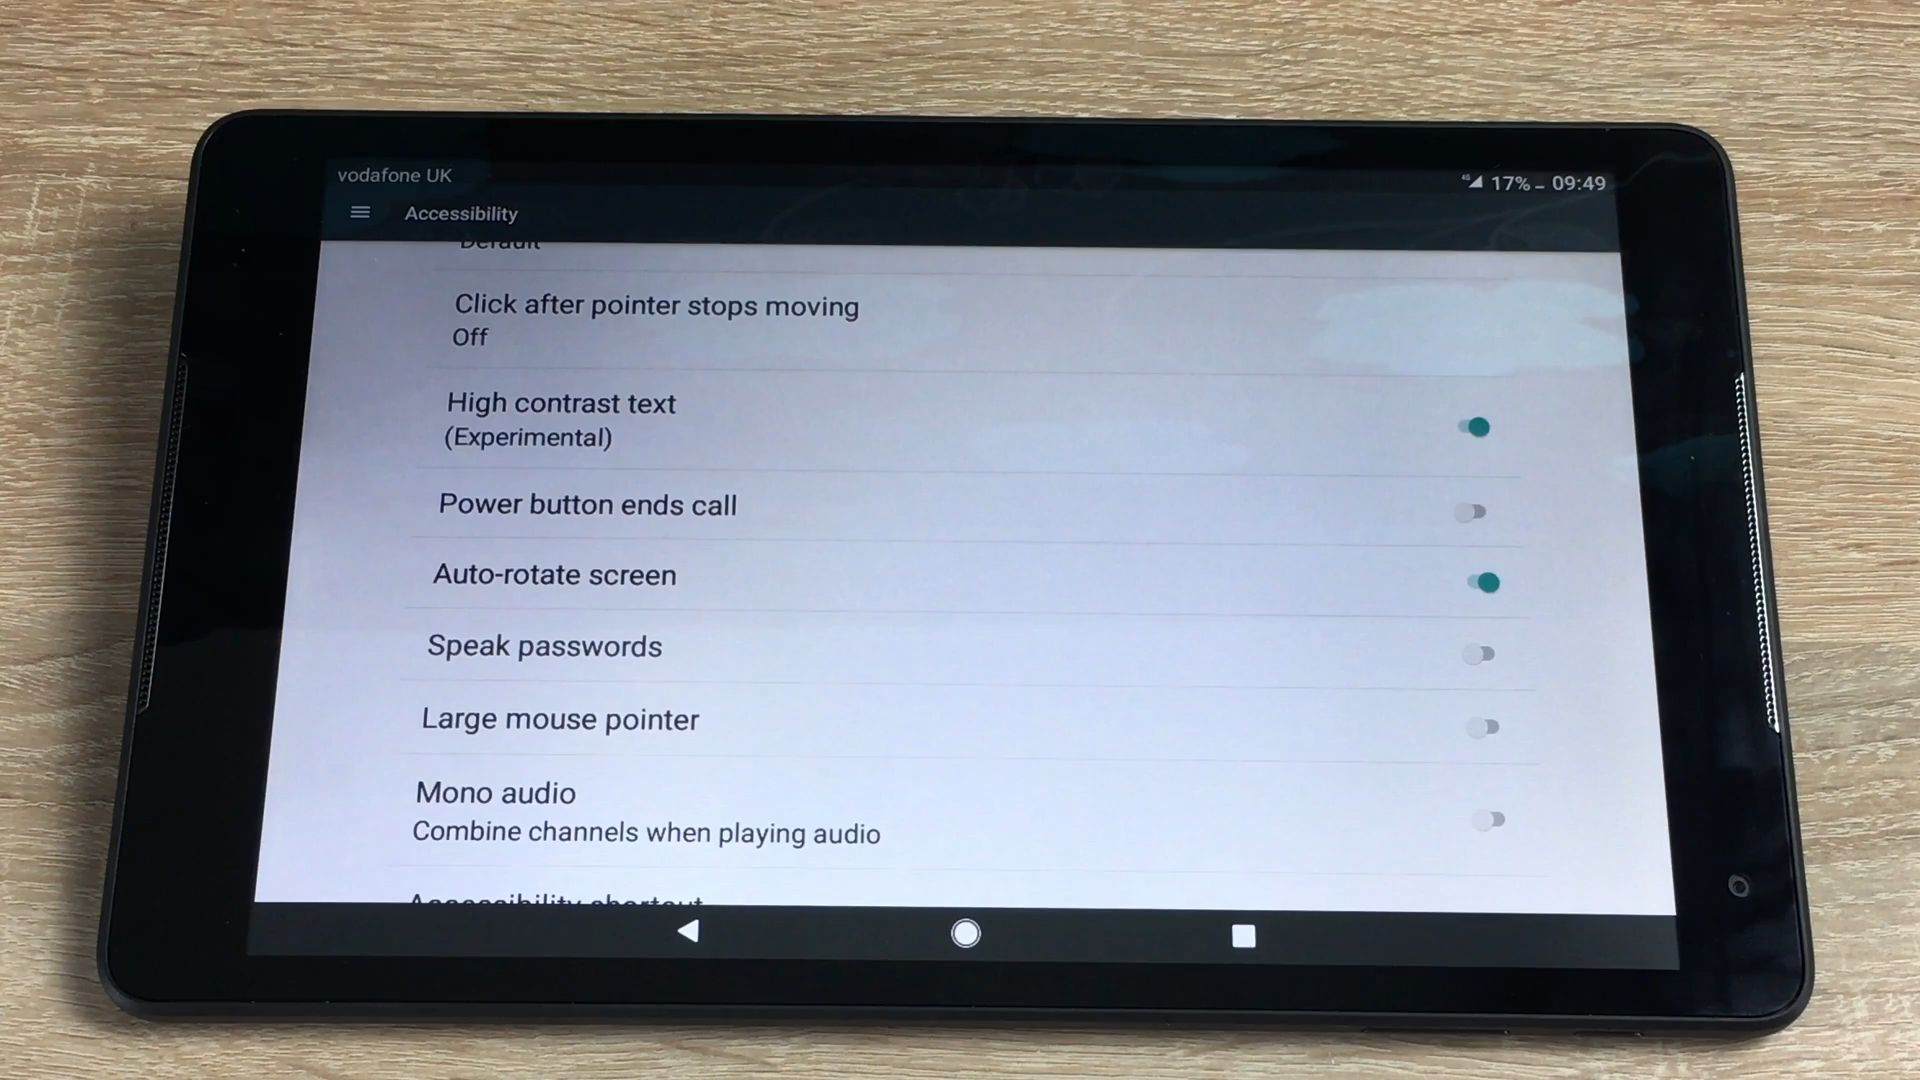 vodafone UK
4G 17% 09:49
Accessibility
Default
Click after pointer stops moving
Off
High contrast text
(Experimental)
Power button ends call
Auto-rotate screen
Speak passwords
Large mouse pointer
Mono audio
Combine channels when playing audio
Accessibility shortcut